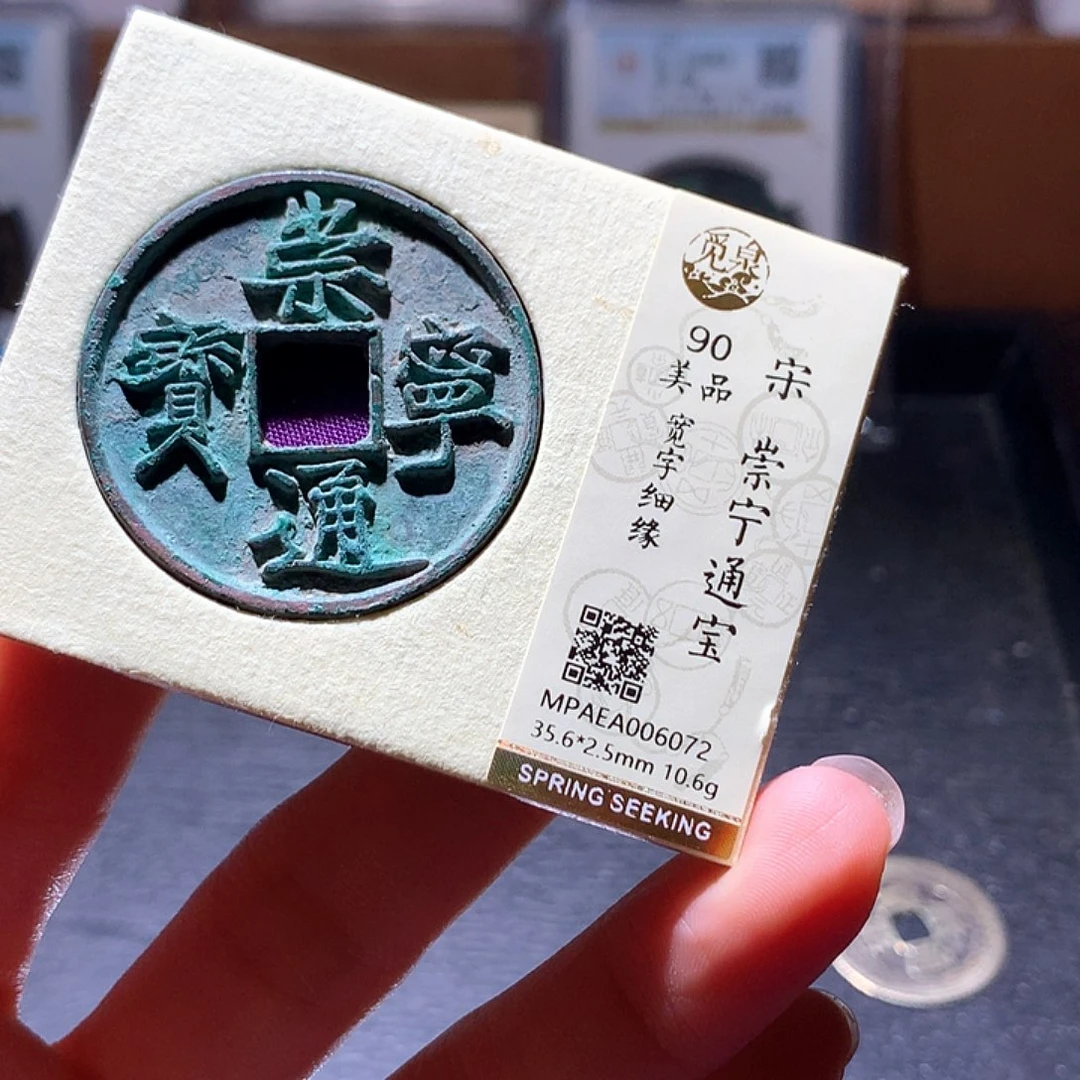 崇
寧
通
寳
觅泉
90
美品
宽字细缘
宋
崇宁通宝
MPAEA006072
35.6*2.5mm 10.6g
SPRING SEEKING